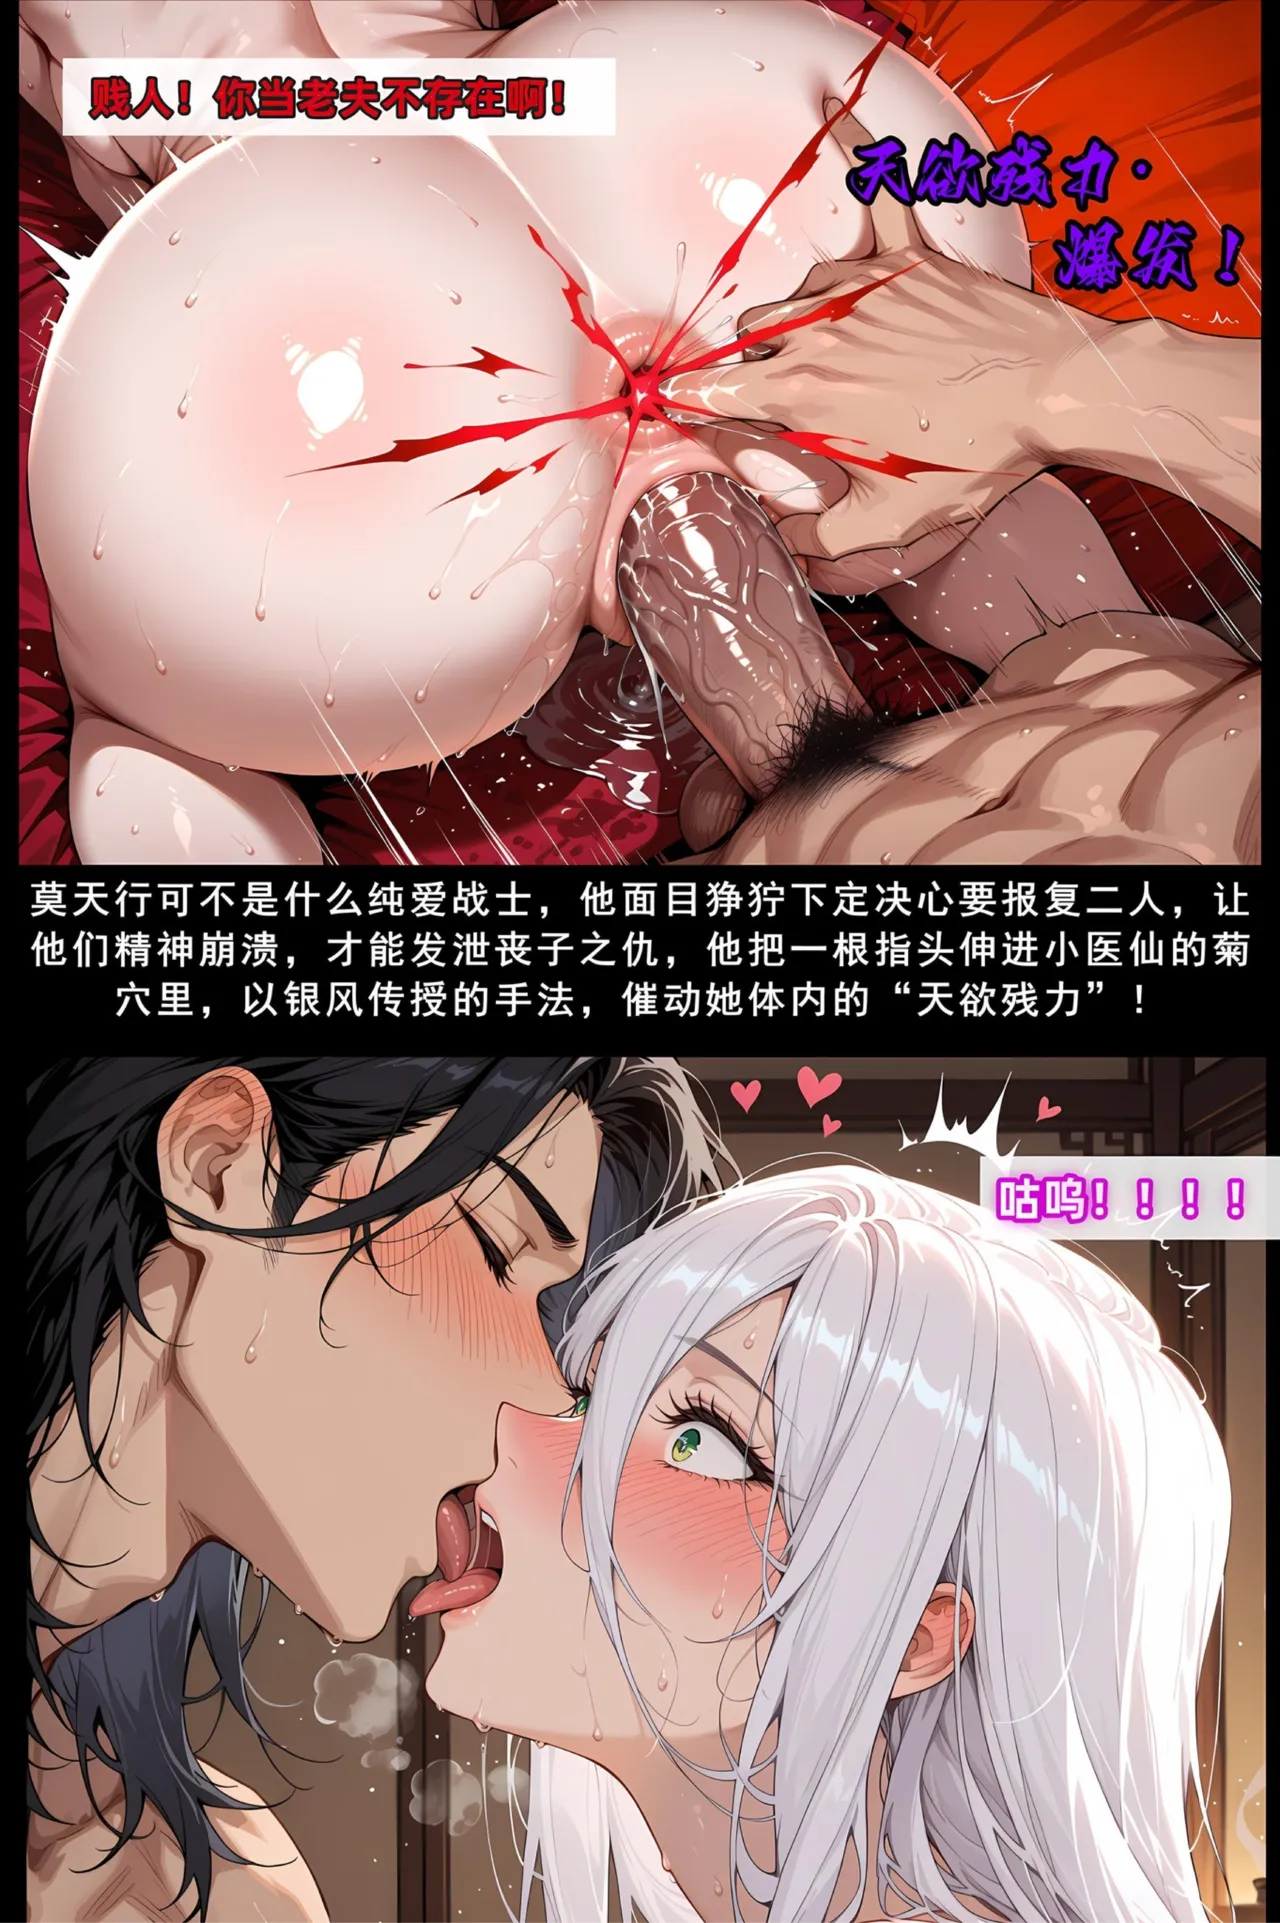 贱人！你当老夫不存在啊！
天欲残力·
爆发！
莫天行可不是什么纯爱战士，他面目狰狞下定决心要报复二人，让
他们精神崩溃，才能发泄丧子之仇，他把一根指头伸进小医仙的菊
穴里，以银风传授的手法，催动她体内的“天欲残力”！
咕呜！！！！